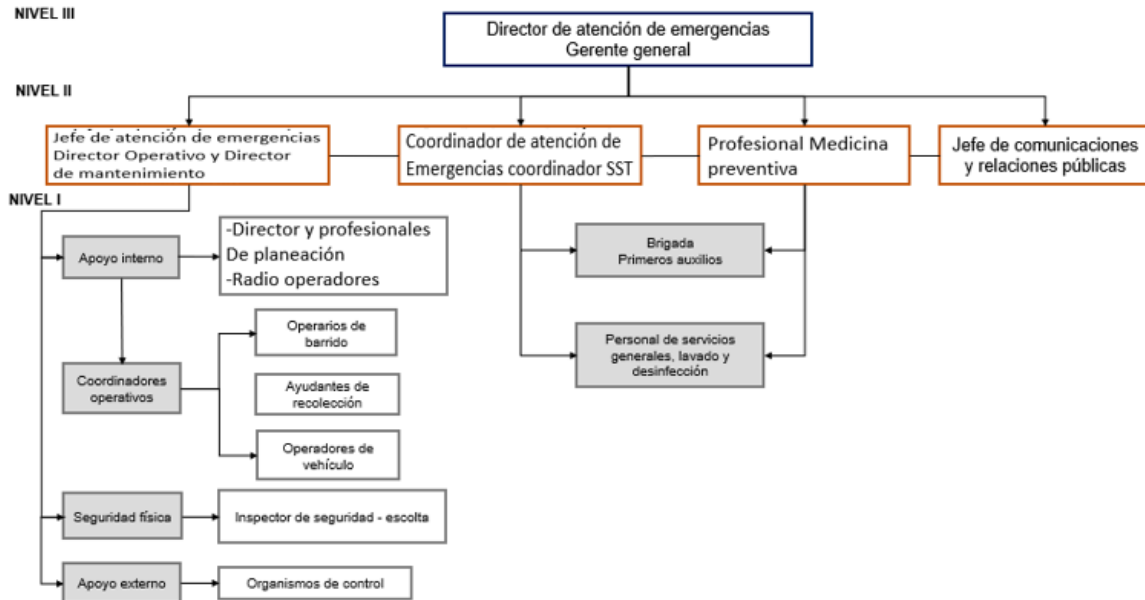 NIVEL III
Director de atención de emergencias
Gerente general
NIVEL II
Jefe de atención de emergencias
Director Operativo y Director
de mantenimiento
Coordinador de atención de
Emergencias coordinador SST
Profesional Medicina
preventiva
Jefe de comunicaciones
y relaciones públicas
NIVEL I
Apoyo interno
-Director y profesionales
De planeación
-Radio operadores
Brigada
Primeros auxilios
Operarios de
barrido
Personal de servicios
generales, lavado y
desinfección
Coordinadores
operativos
Ayudantes de
recolección
Operadores de
vehículo
Seguridad física
Inspector de seguridad - escolta
Apoyo externo
Organismos de control